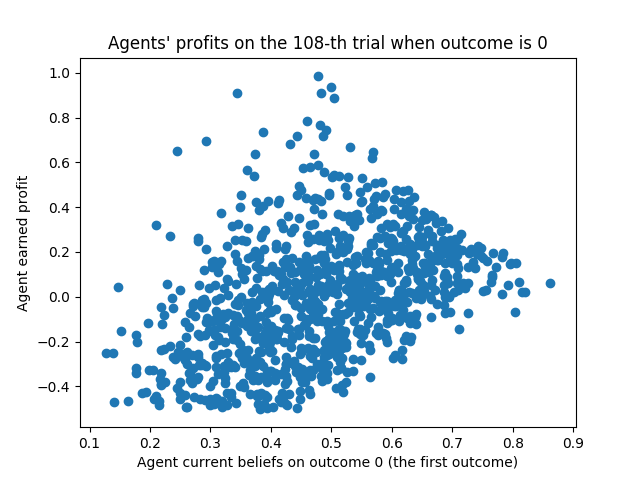 Agents' profits on the 108-th trial when outcome is 0
1.0
0.8
0.6
0.4
0.2
0.0
−0.2
−0.4
Agent earned profit
0.1 0.2 0.3 0.4 0.5 0.6 0.7 0.8 0.9
Agent current beliefs on outcome 0 (the first outcome)